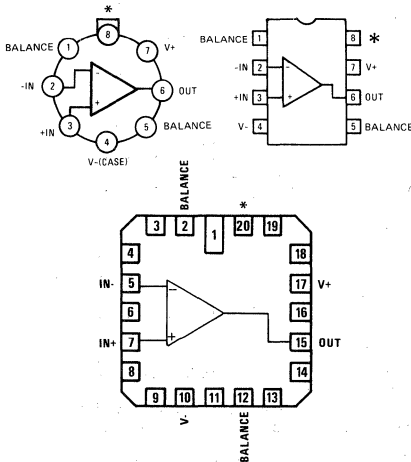 *
8
BALANCE 1
7 V+
-IN 2
-
+
6 OUT
+IN 3
5 BALANCE
4
V-(CASE)
BALANCE 1
8 *
-IN 2
7 V+
-
+
+IN 3
6 OUT
V- 4
5 BALANCE
BALANCE
*
3 2 1 20 19
4
18
IN- 5
-
17 V+
6
16
IN+ 7
+
15 OUT
8
14
9 10 11 12 13
V-
BALANCE